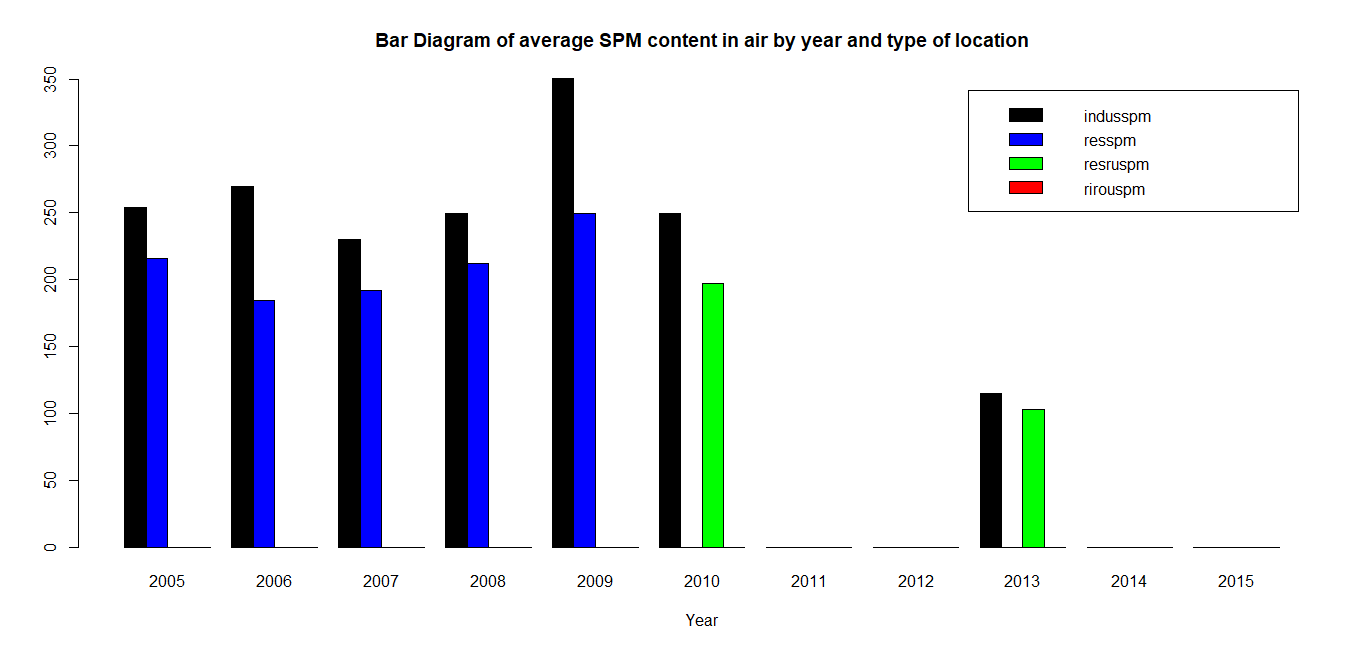 Bar Diagram of average SPM content in air by year and type of location
350
300
250
200
150
100
50
0
indusspm
resspm
resruspm
rirouspm
2005 2006 2007 2008 2009 2010 2011 2012 2013 2014 2015
Year